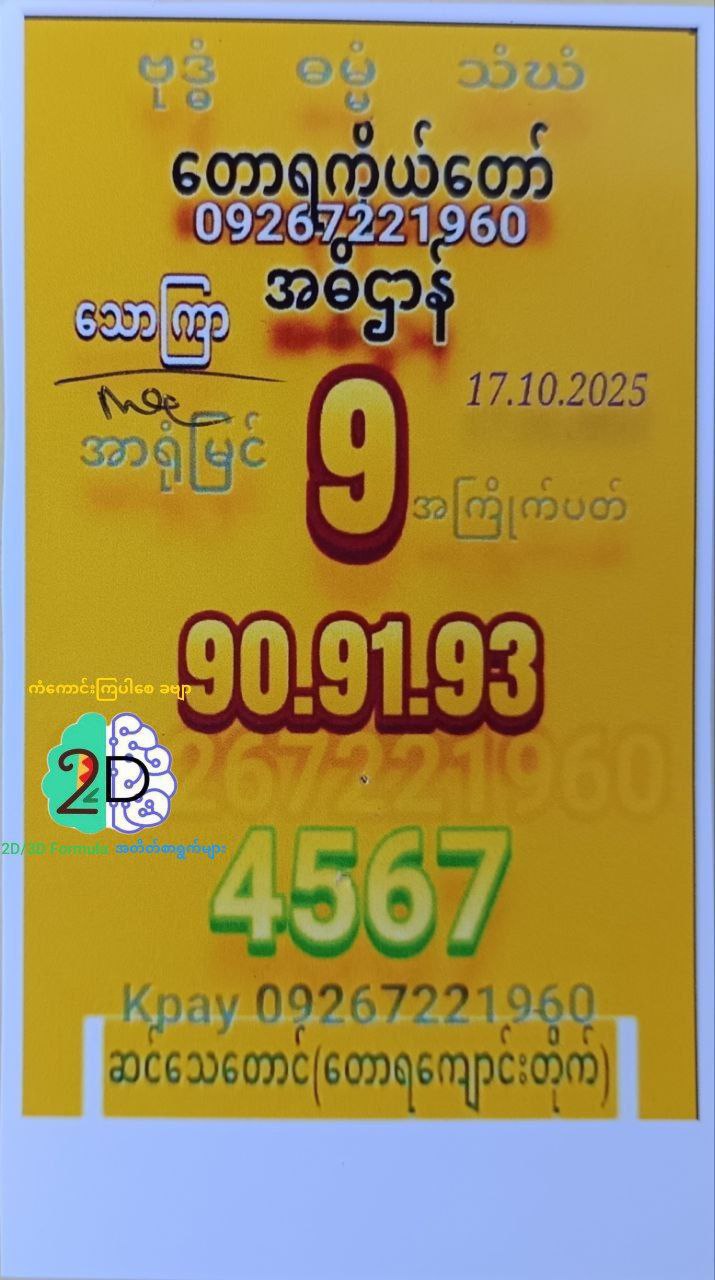 ဗုဒ္ဓံ ဓမ္မံ သံဃံ
တောရကိုယ်တော်
09267221960
အဓိဌာန်
သောကြာ
17.10.2025
အာရုံမြင်
9
အကြိုက်ပတ်
90.91.93
ကံကောင်းကြပါစေ ခဗျာ
2D
267221960
2D/3D Formula အတိတ်စာရွက်များ
4567
Kpay 09267221960
ဆင်သေတောင်(တောရကျောင်းတိုက်)